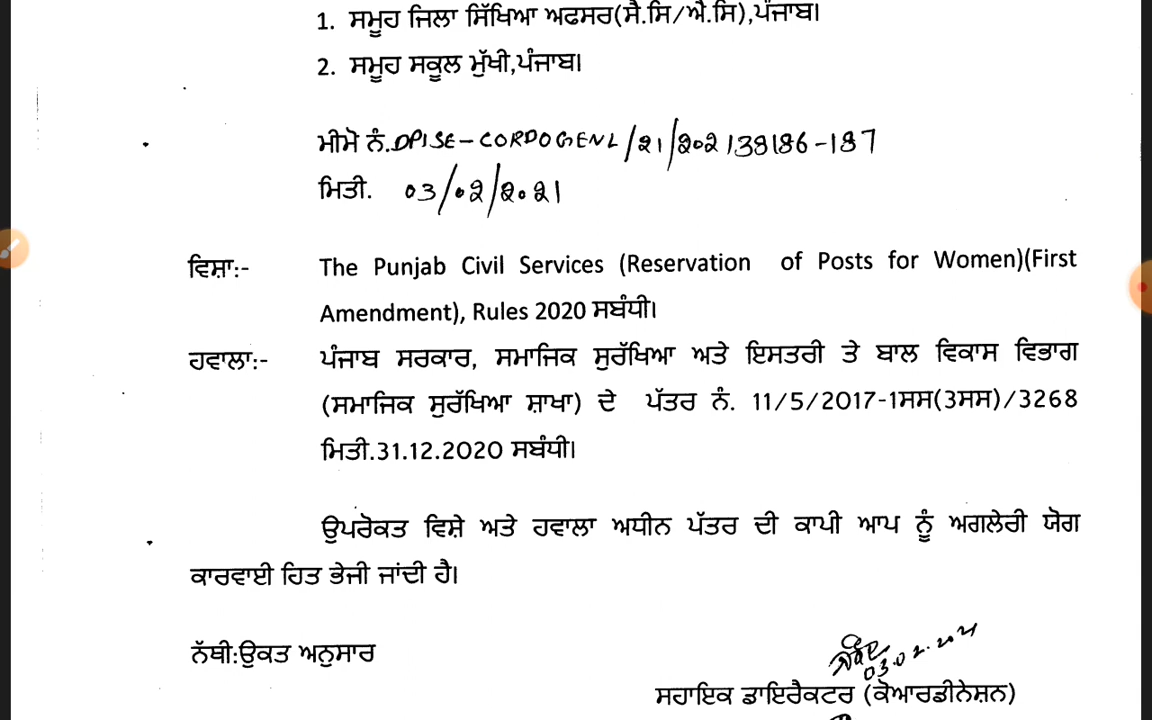 1. ਸਮੂਹ ਜਿਲਾ ਸਿੱਖਿਆ ਅਫਸਰ(ਸੈ.ਸਿ/ਐ.ਸਿ),ਪੰਜਾਬ।
2. ਸਮੂਹ ਸਕੂਲ ਮੁੱਖੀ,ਪੰਜਾਬ।
ਮੀਮੋ ਨੰ.DPISE-CORDOGENL/21/202138186-187
ਮਿਤੀ. 03/02/2021
ਵਿਸ਼ਾ:- The Punjab Civil Services (Reservation of Posts for Women)(First
Amendment), Rules 2020 ਸਬੰਧੀ।
ਹਵਾਲਾ:- ਪੰਜਾਬ ਸਰਕਾਰ, ਸਮਾਜਿਕ ਸੁਰੱਖਿਆ ਅਤੇ ਇਸਤਰੀ ਤੇ ਬਾਲ ਵਿਕਾਸ ਵਿਭਾਗ
(ਸਮਾਜਿਕ ਸੁਰੱਖਿਆ ਸ਼ਾਖਾ) ਦੇ ਪੱਤਰ ਨੰ. 11/5/2017-1ਸਸ(3ਸਸ)/3268
ਮਿਤੀ.31.12.2020 ਸਬੰਧੀ।
ਉਪਰੋਕਤ ਵਿਸ਼ੇ ਅਤੇ ਹਵਾਲਾ ਅਧੀਨ ਪੱਤਰ ਦੀ ਕਾਪੀ ਆਪ ਨੂੰ ਅਗਲੇਰੀ ਯੋਗ
ਕਾਰਵਾਈ ਹਿਤ ਭੇਜੀ ਜਾਂਦੀ ਹੈ।
ਨੱਥੀ:ਉਕਤ ਅਨੁਸਾਰ
03.02.2021
ਸਹਾਇਕ ਡਾਇਰੈਕਟਰ (ਕੋਆਰਡੀਨੇਸ਼ਨ)